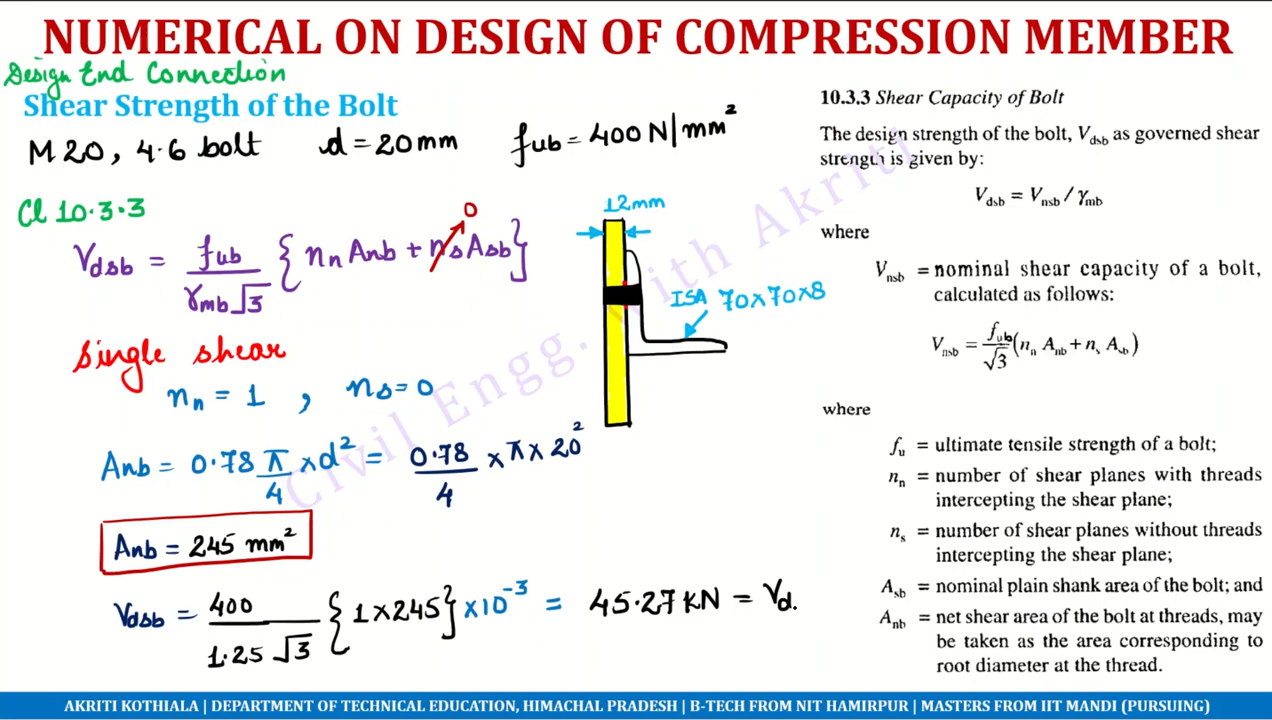 NUMERICAL ON DESIGN OF COMPRESSION MEMBER
Design End Connection
Shear Strength of the Bolt
M20, 4.6 bolt d = 20mm fub = 400 N/mm²
Cl 10.3.3
Vdsb = fub / γmb√3 { nn Anb + ns Asb } 0
Single shear
nn = 1 , ns = 0
Anb = 0.78 π/4 × d² = 0.78/4 × π × 20²
Anb = 245 mm²
Vdsb = 400 / 1.25 √3 { 1 × 245 } × 10⁻³ = 45.27 KN = Vd.
12mm
ISA 70×70×8
Civil Engg. With Akriti
10.3.3 Shear Capacity of Bolt
The design strength of the bolt, Vdsb as governed shear
strength is given by:
Vdsb = Vnsb / γmb
where
Vnsb = nominal shear capacity of a bolt,
calculated as follows:
Vnsb = fub/√3 (nn Anb + ns Asb)
where
fu = ultimate tensile strength of a bolt;
nn = number of shear planes with threads
intercepting the shear plane;
ns = number of shear planes without threads
intercepting the shear plane;
Asb = nominal plain shank area of the bolt; and
Anb = net shear area of the bolt at threads, may
be taken as the area corresponding to
root diameter at the thread.
AKRITI KOTHIALA | DEPARTMENT OF TECHNICAL EDUCATION, HIMACHAL PRADESH | B-TECH FROM NIT HAMIRPUR | MASTERS FROM IIT MANDI (PURSUING)